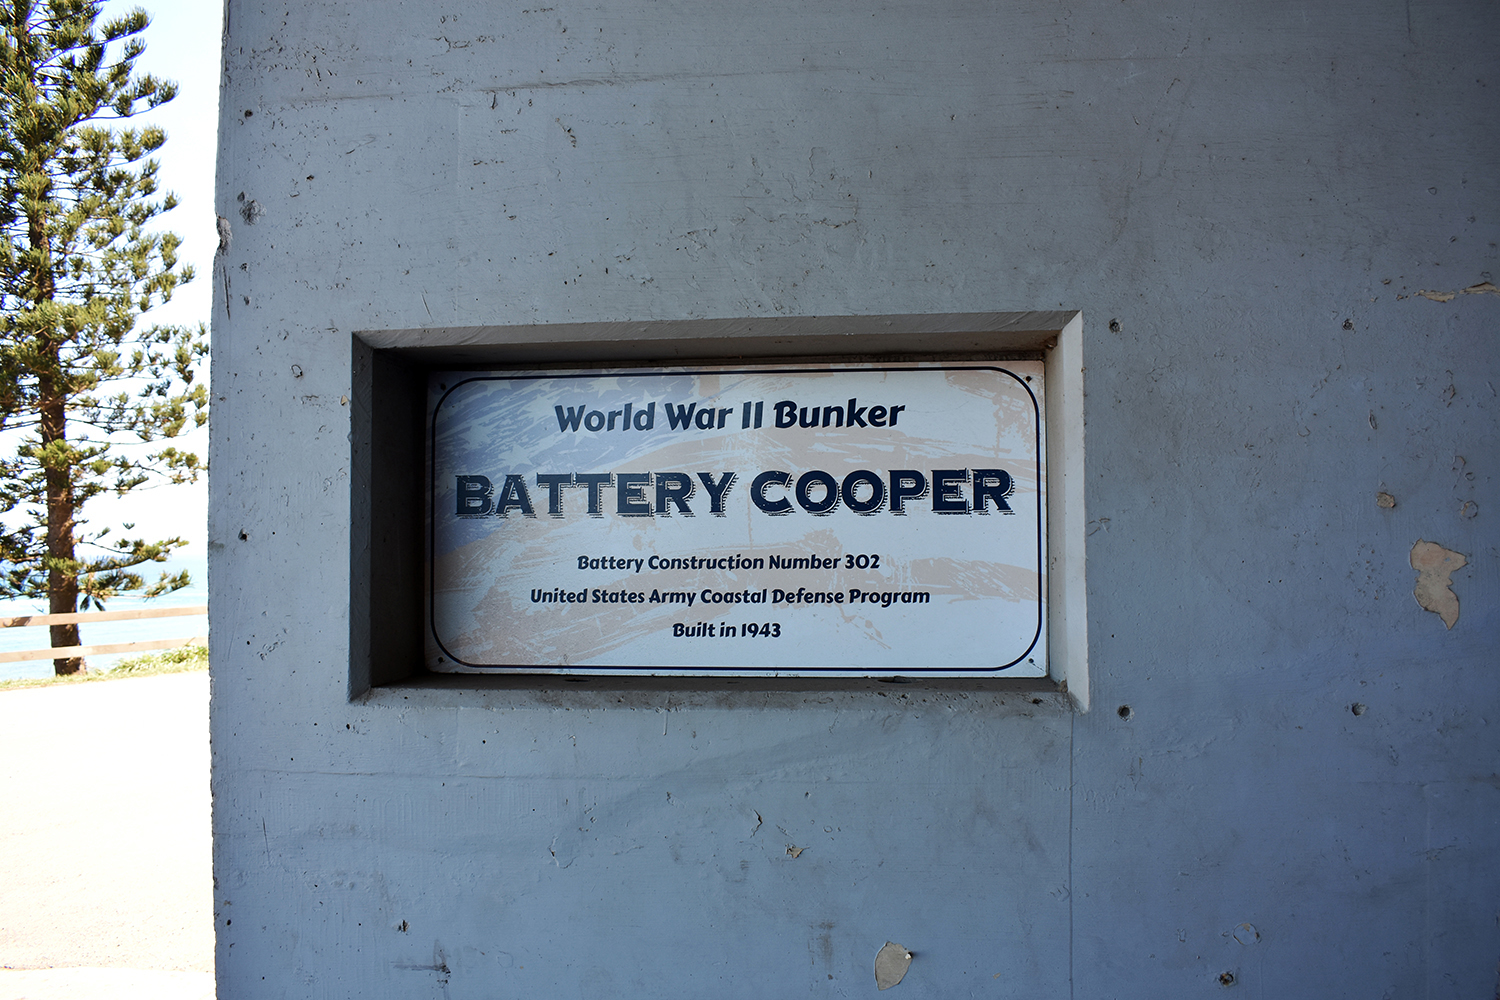 World War II Bunker
BATTERY COOPER
Battery Construction Number 302
United States Army Coastal Defense Program
Built in 1943